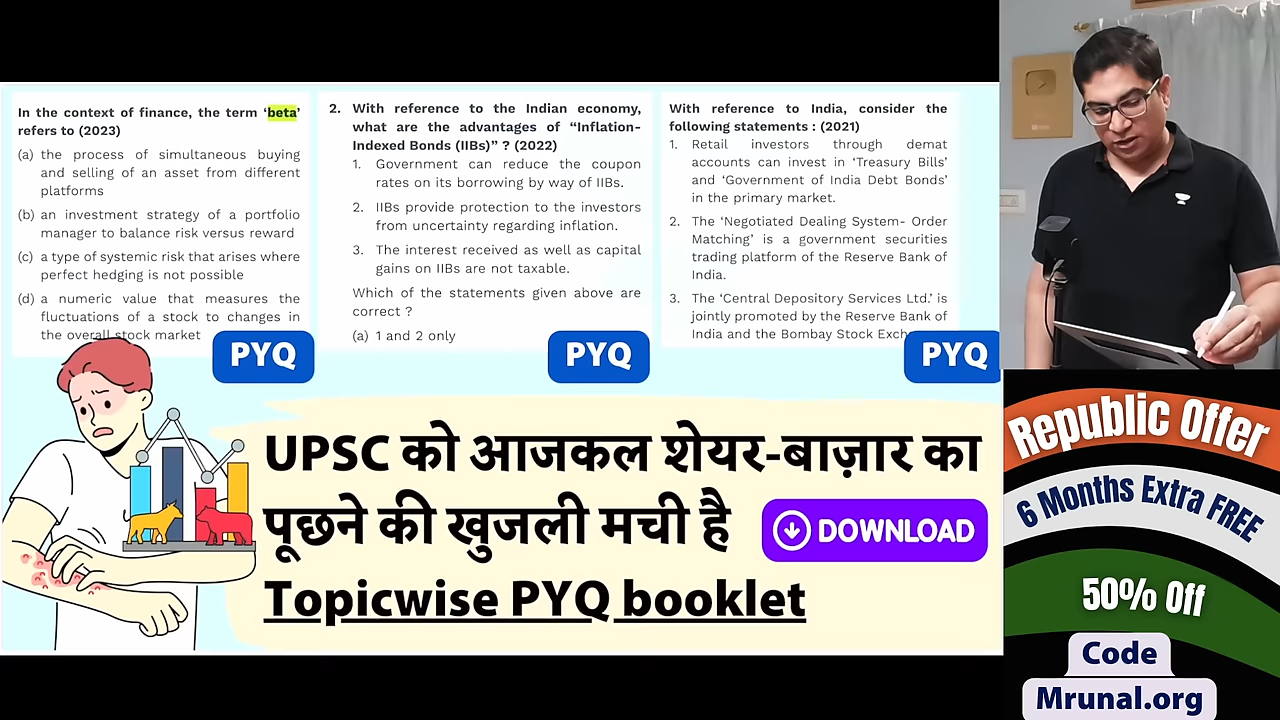 In the context of finance, the term ‘beta’
refers to (2023)
(a) the process of simultaneous buying
and selling of an asset from different
platforms
(b) an investment strategy of a portfolio
manager to balance risk versus reward
(c) a type of systemic risk that arises where
perfect hedging is not possible
(d) a numeric value that measures the
fluctuations of a stock to changes in
the overall stock market
PYQ
2. With reference to the Indian economy,
what are the advantages of “Inflation-
Indexed Bonds (IIBs)” ? (2022)
1. Government can reduce the coupon
rates on its borrowing by way of IIBs.
2. IIBs provide protection to the investors
from uncertainty regarding inflation.
3. The interest received as well as capital
gains on IIBs are not taxable.
Which of the statements given above are
correct ?
(a) 1 and 2 only
PYQ
With reference to India, consider the
following statements : (2021)
1. Retail investors through demat
accounts can invest in ‘Treasury Bills’
and ‘Government of India Debt Bonds’
in the primary market.
2. The ‘Negotiated Dealing System- Order
Matching’ is a government securities
trading platform of the Reserve Bank of
India.
3. The ‘Central Depository Services Ltd.’ is
jointly promoted by the Reserve Bank of
India and the Bombay Stock Exc
PYQ
UPSC को आजकल शेयर-बाज़ार का
पूछने की खुजली मची है
DOWNLOAD
Topicwise PYQ booklet
Republic Offer
6 Months Extra FREE
50% Off
Code
Mrunal.org